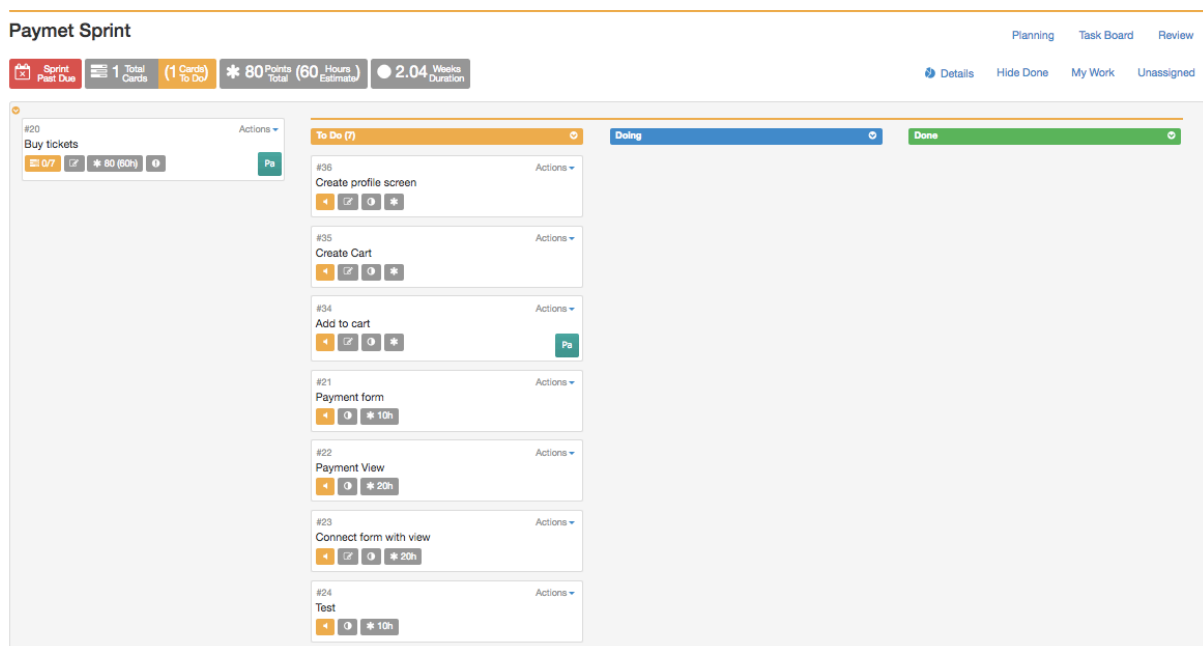 Paymet Sprint
Planning Task Board Review
Sprint Past Due 1 Total Cards (1 Cards To Do) 80 Points Total (60 Hours Estimate) 2.04 Weeks Duration
Details Hide Done My Work Unassigned
#20 Actions
Buy tickets
0/7 80 (60h) Pa
To Do (7) Doing Done
#36 Actions
Create profile screen
#35 Actions
Create Cart
#34 Actions
Add to cart
Pa
#21 Actions
Payment form
10h
#22 Actions
Payment View
20h
#23 Actions
Connect form with view
20h
#24 Actions
Test
10h